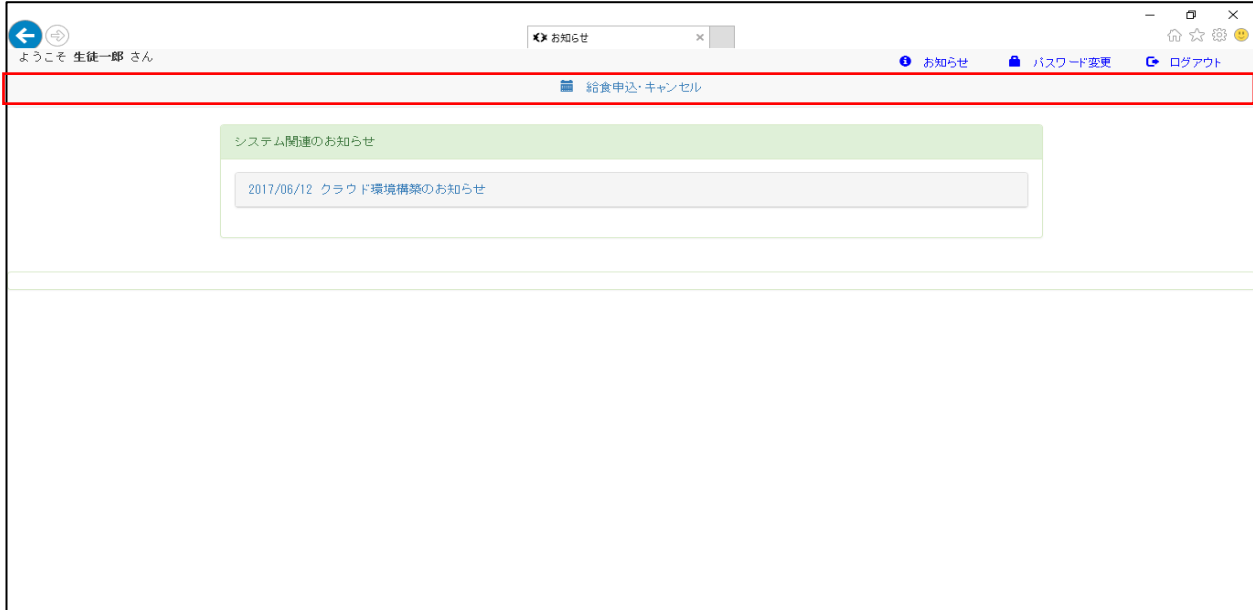 お知らせ
ようこそ 生徒一郎 さん
お知らせ パスワード変更 ログアウト
給食申込・キャンセル
システム関連のお知らせ
2017/06/12 クラウド環境構築のお知らせ